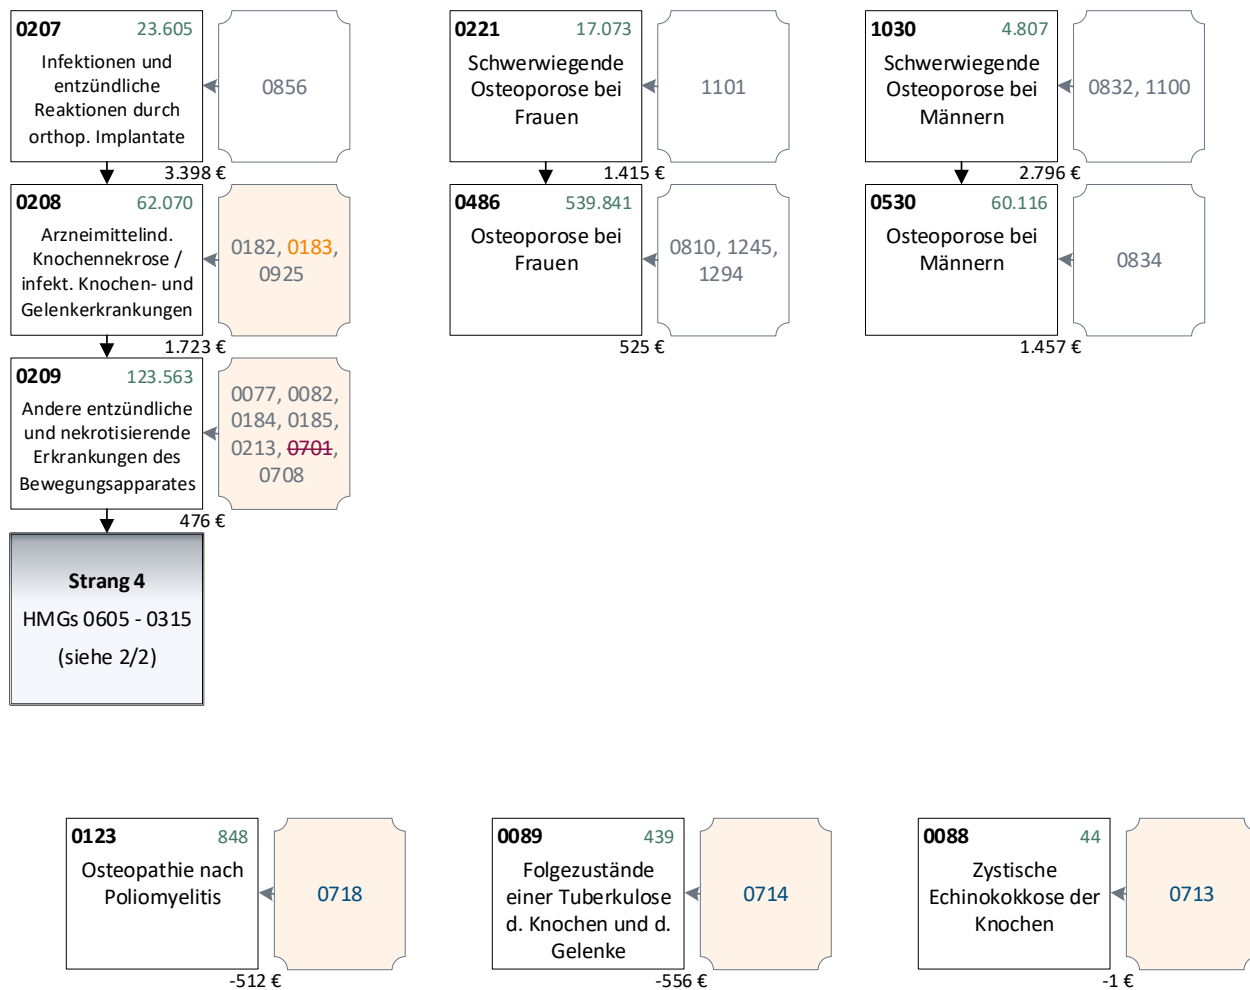 0207 23.605
Infektionen und
entzündliche
Reaktionen durch
orthop. Implantate
0856
3.398 €
0208 62.070
Arzneimittelind.
Knochennekrose /
infekt. Knochen- und
Gelenkerkrankungen
0182, 0183,
0925
1.723 €
0209 123.563
Andere entzündliche
und nekrotisierende
Erkrankungen des
Bewegungsapparates
0077, 0082,
0184, 0185,
0213, 0701,
0708
476 €
Strang 4
HMGs 0605 - 0315
(siehe 2/2)
0221 17.073
Schwerwiegende
Osteoporose bei
Frauen
1101
1.415 €
0486 539.841
Osteoporose bei
Frauen
0810, 1245,
1294
525 €
1030 4.807
Schwerwiegende
Osteoporose bei
Männern
0832, 1100
2.796 €
0530 60.116
Osteoporose bei
Männern
0834
1.457 €
0123 848
Osteopathie nach
Poliomyelitis
0718
-512 €
0089 439
Folgezustände
einer Tuberkulose
d. Knochen und d.
Gelenke
0714
-556 €
0088 44
Zystische
Echinokokkose der
Knochen
0713
-1 €